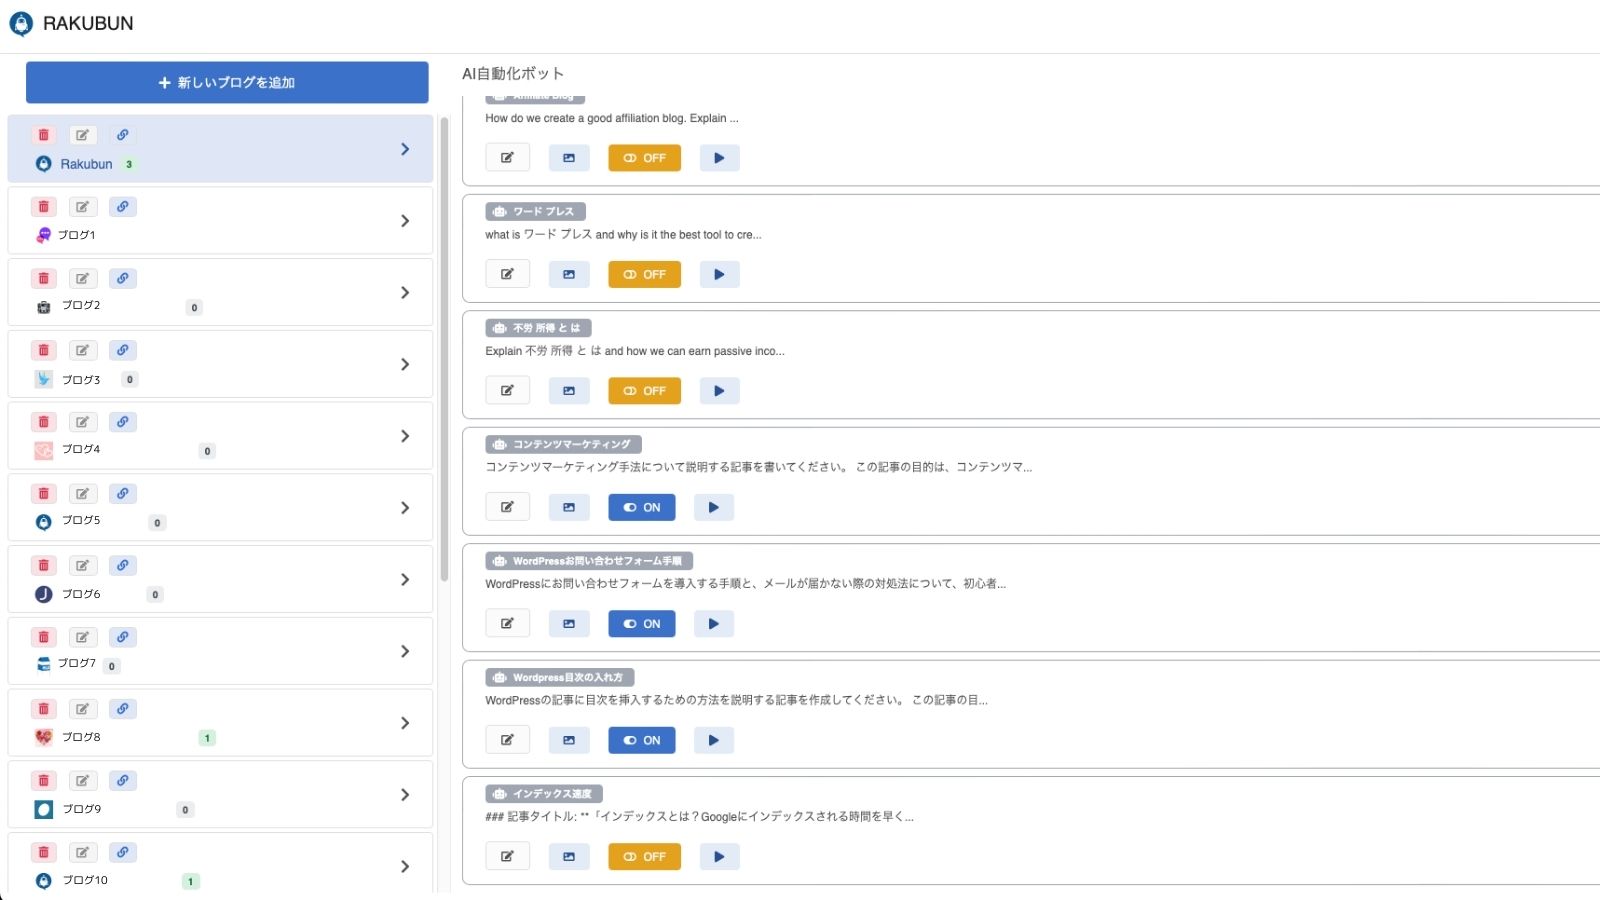 RAKUBUN
新しいブログを追加
Rakubun 3
ブログ1
ブログ2 0
ブログ3 0
ブログ4 0
ブログ5 0
ブログ6 0
ブログ7 0
ブログ8 1
ブログ9 0
ブログ10 1
AI自動化ボット
Affiliate Blog
How do we create a good affiliation blog. Explain ...
OFF
ワード プレス
what is ワード プレス and why is it the best tool to cre...
OFF
不労 所得 と は
Explain 不労 所得 と は and how we can earn passive inco...
OFF
コンテンツマーケティング
コンテンツマーケティング手法について説明する記事を書いてください。 この記事の目的は、コンテンツマ...
ON
WordPressお問い合わせフォーム手順
WordPressにお問い合わせフォームを導入する手順と、メールが届かない際の対処法について、初心者...
ON
Wordpress目次の入れ方
WordPressの記事に目次を挿入するための方法を説明する記事を作成してください。 この記事の目...
ON
インデックス速度
### 記事タイトル: **「インデックスとは？Googleにインデックスされる時間を早く...
OFF